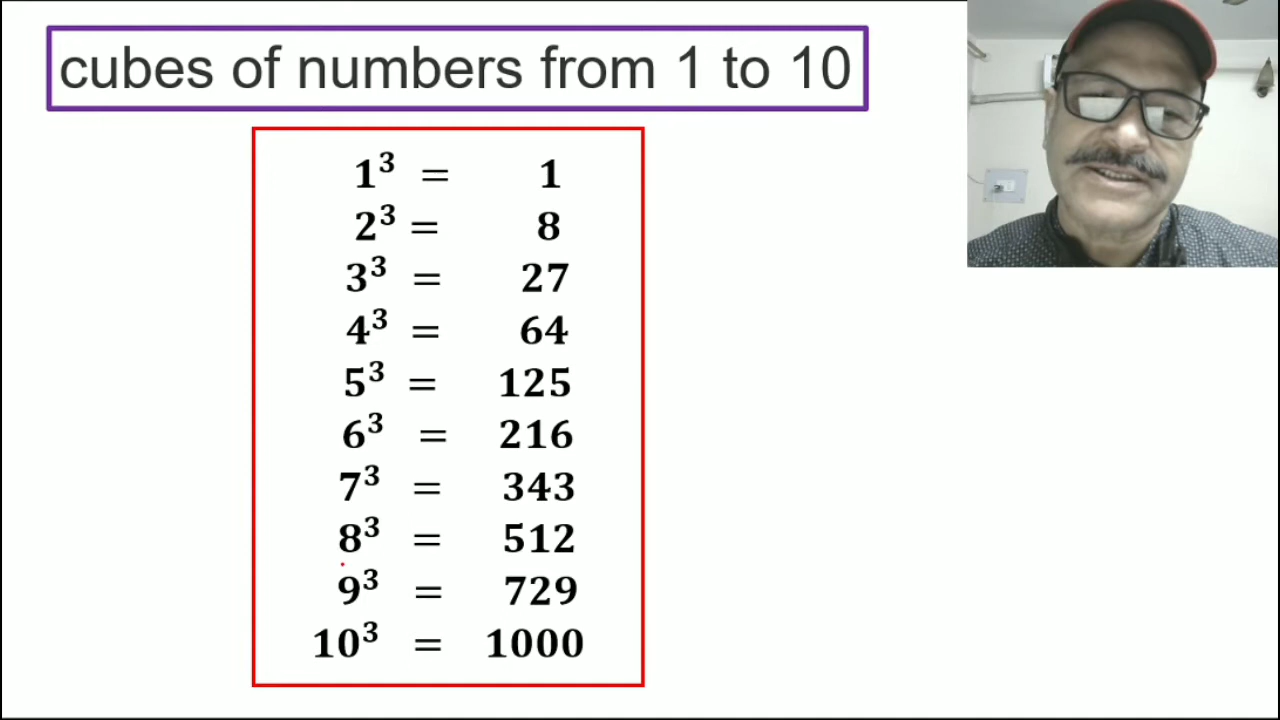 cubes of numbers from 1 to 10
1³ = 1
2³ = 8
3³ = 27
4³ = 64
5³ = 125
6³ = 216
7³ = 343
8³ = 512
9³ = 729
10³ = 1000